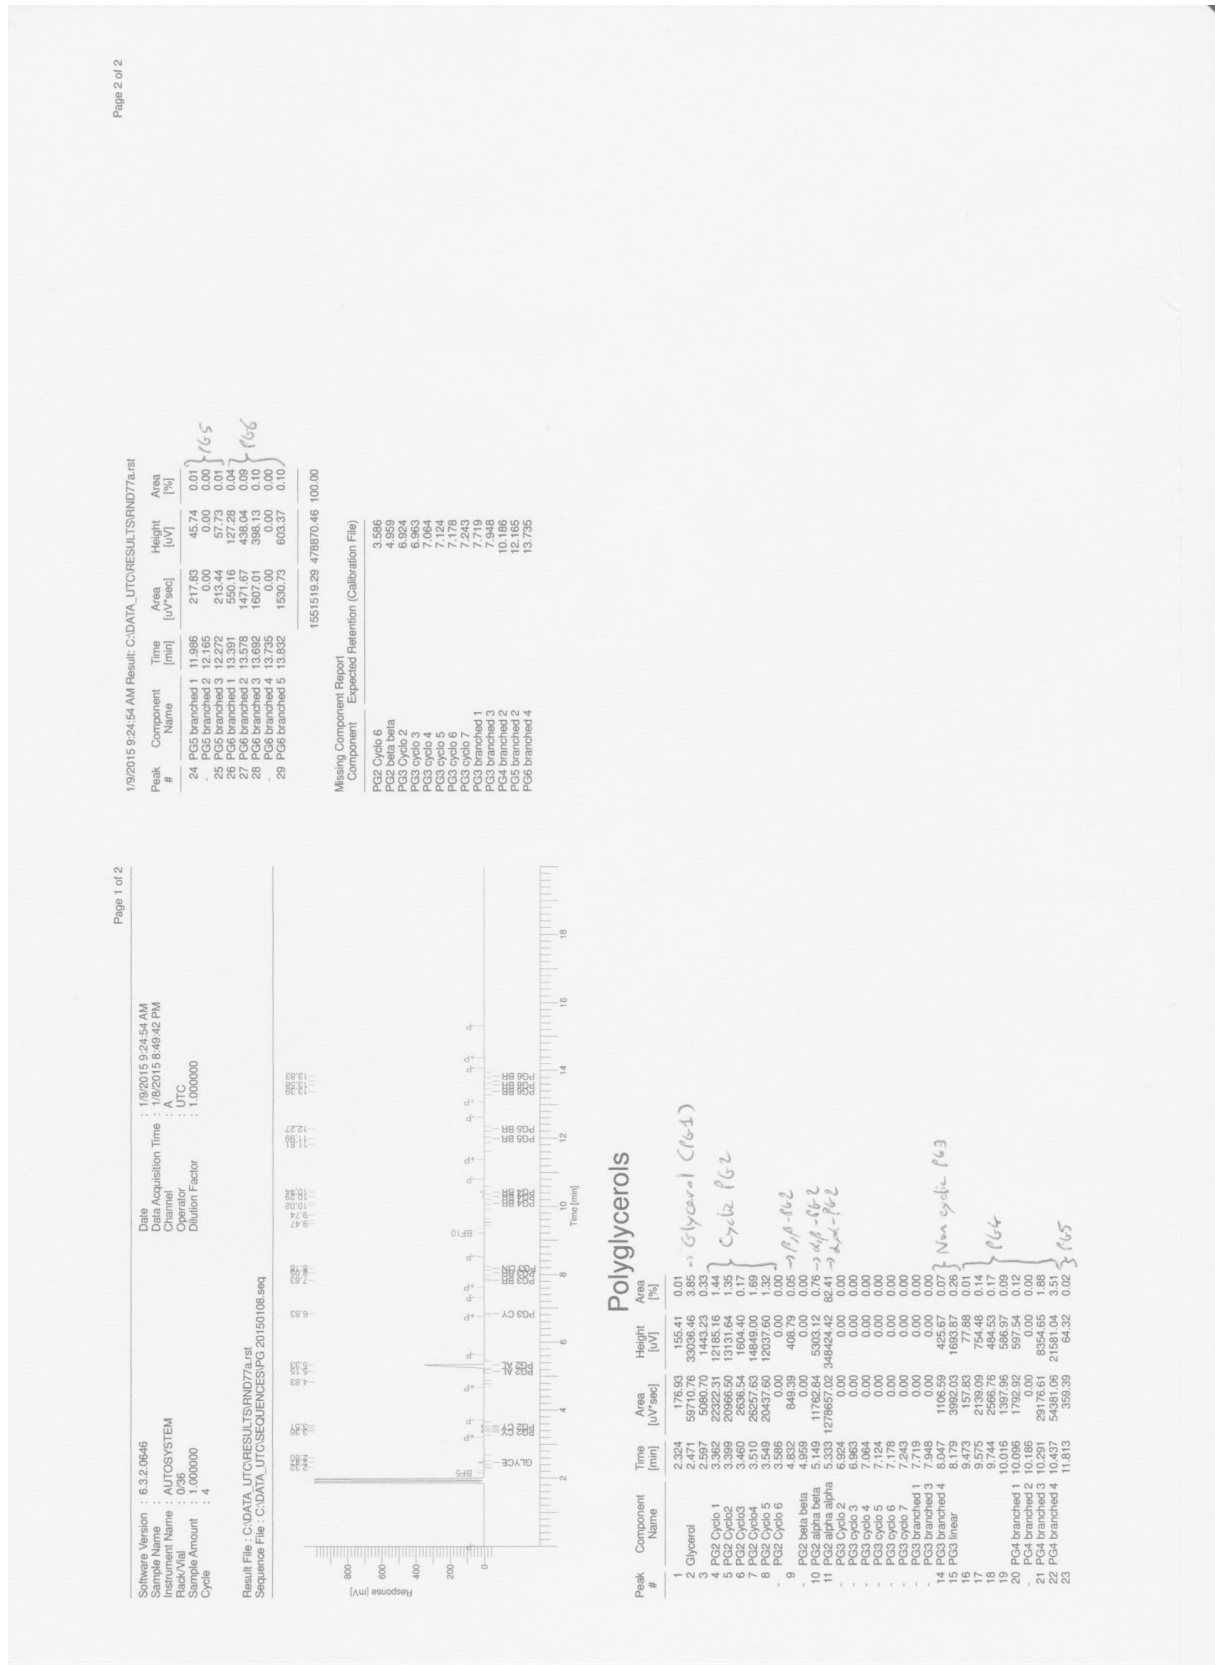 Page 1 of 2
Software Version : 6.3.2.0646
Date : 1/9/2015 9:24:54 AM
Sample Name :
Data Acquisition Time : 1/8/2015 8:49:42 PM
Instrument Name : AUTOSYSTEM
Channel : A
Rack/Vial : 0/36
Operator : UTC
Sample Amount : 1.000000
Dilution Factor : 1.000000
Cycle : 4
Result File : C:\DATA_UTC\RESULTS\RND77a.rst
Sequence File : C:\DATA_UTC\SEQUENCES\PG 20150108.seq
Response [mV]
0 200 400 600 800
2 4 6 8 10 12 14 16 18
Time [min]
Polyglycerols
Peak # Component Name Time [min] Area [uV*sec] Height [uV] Area [%]
1 2.324 176.93 155.41 0.01
2 Glycerol 2.471 59710.76 33036.46 3.85 -> Glycerol (PG1)
3 2.597 5080.70 1443.23 0.33
4 PG2 Cyclo 1 3.362 22322.31 12185.16 1.44
5 PG2 Cyclo2 3.399 20966.50 13131.64 1.35
6 PG2 Cyclo3 3.460 2636.54 1604.40 0.17 } Cyclic PG2
7 PG2 Cyclo4 3.510 26257.63 14849.00 1.69
8 PG2 Cyclo 5 3.549 20437.60 12037.60 1.32
- PG2 Cyclo 6 3.586 0.00 0.00 0.00
9 4.832 849.39 408.79 0.05 -> β,β-PG2
- PG2 beta beta 4.959 0.00 0.00 0.00
10 PG2 alpha beta 5.149 11762.84 5303.12 0.76 -> α,β-PG2
11 PG2 alpha alpha 5.333 1278657.02 348424.42 82.41 -> α,α-PG2
- PG3 Cyclo 2 6.924 0.00 0.00 0.00
- PG3 cyclo 3 6.963 0.00 0.00 0.00
- PG3 cyclo 4 7.064 0.00 0.00 0.00
- PG3 cyclo 5 7.124 0.00 0.00 0.00
- PG3 cyclo 6 7.178 0.00 0.00 0.00
- PG3 cyclo 7 7.243 0.00 0.00 0.00
- PG3 branched 1 7.719 0.00 0.00 0.00
- PG3 branched 3 7.948 0.00 0.00 0.00
14 PG3 branched 4 8.047 1106.59 425.67 0.07 } Non cyclic PG3
15 PG3 linear 8.179 3992.03 1693.87 0.26
16 9.473 157.83 77.88 0.01
17 9.575 2139.09 754.48 0.14
18 9.744 2566.76 484.53 0.17 } PG4
19 10.016 1397.96 586.97 0.09
20 PG4 branched 1 10.096 1792.92 597.54 0.12
- PG4 branched 2 10.186 0.00 0.00 0.00
21 PG4 branched 3 10.291 29176.61 8354.65 1.88
22 PG4 branched 4 10.437 54381.06 21581.04 3.51
23 11.813 359.39 64.32 0.02 } PG5
Page 2 of 2
1/9/2015 9:24:54 AM Result: C:\DATA_UTC\RESULTS\RND77a.rst
Peak # Component Name Time [min] Area [uV*sec] Height [uV] Area [%]
24 PG5 branched 1 11.986 217.83 45.74 0.01
- PG5 branched 2 12.165 0.00 0.00 0.00 } PG5
25 PG5 branched 3 12.272 213.44 57.73 0.01
26 PG6 branched 1 13.391 550.16 127.28 0.04
27 PG6 branched 2 13.578 1471.67 438.04 0.09 } PG6
28 PG6 branched 3 13.692 1607.01 398.13 0.10
- PG6 branched 4 13.735 0.00 0.00 0.00
29 PG6 branched 5 13.832 1530.73 603.37 0.10
1551519.29 478870.46 100.00
Missing Component Report
Component Expected Retention (Calibration File)
PG2 Cyclo 6 3.586
PG2 beta beta 4.959
PG3 Cyclo 2 6.924
PG3 cyclo 3 6.963
PG3 cyclo 4 7.064
PG3 cyclo 5 7.124
PG3 cyclo 6 7.178
PG3 cyclo 7 7.243
PG3 branched 1 7.719
PG3 branched 3 7.948
PG4 branched 2 10.186
PG5 branched 2 12.165
PG6 branched 4 13.735